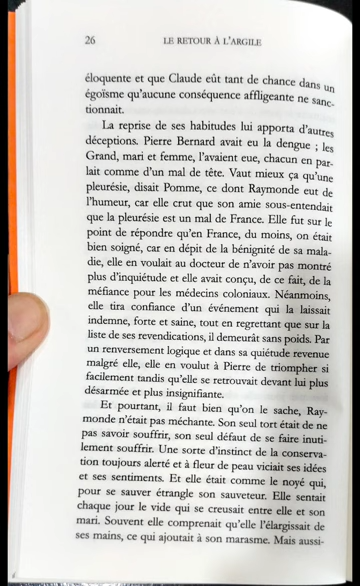 26
LE RETOUR À L'ARGILE
éloquente et que Claude eût tant de chance dans un
égoïsme qu'aucune conséquence affligeante ne sanc-
tionnait.
La reprise de ses habitudes lui apporta d'autres
déceptions. Pierre Bernard avait eu la dengue ; les
Grand, mari et femme, l'avaient eue, chacun en par-
lait comme d'un mal de tête. Vaut mieux ça qu'une
pleurésie, disait Pomme, ce dont Raymonde eut de
l'humeur, car elle crut que son amie sous-entendait
que la pleurésie est un mal de France. Elle fut sur le
point de répondre qu'en France, du moins, on était
bien soigné, car en dépit de la bénignité de sa mala-
die, elle en voulait au docteur de n'avoir pas montré
plus d'inquiétude et elle avait conçu, de ce fait, de la
méfiance pour les médecins coloniaux. Néanmoins,
elle tira confiance d'un événement qui la laissait
indemne, forte et saine, tout en regrettant que sur la
liste de ses revendications, il demeurât sans poids. Par
un renversement logique et dans sa quiétude revenue
malgré elle, elle en voulut à Pierre de triompher si
facilement tandis qu'elle se retrouvait devant lui plus
désarmée et plus insignifiante.
Et pourtant, il faut bien qu'on le sache, Ray-
monde n'était pas méchante. Son seul tort était de ne
pas savoir souffrir, son seul défaut de se faire inuti-
lement souffrir. Une sorte d'instinct de la conserva-
tion toujours alerté et à fleur de peau viciait ses idées
et ses sentiments. Et elle était comme le noyé qui,
pour se sauver étrangle son sauveteur. Elle sentait
chaque jour le vide qui se creusait entre elle et son
mari. Souvent elle comprenait qu'elle l'élargissait de
ses mains, ce qui ajoutait à son marasme. Mais aussi-